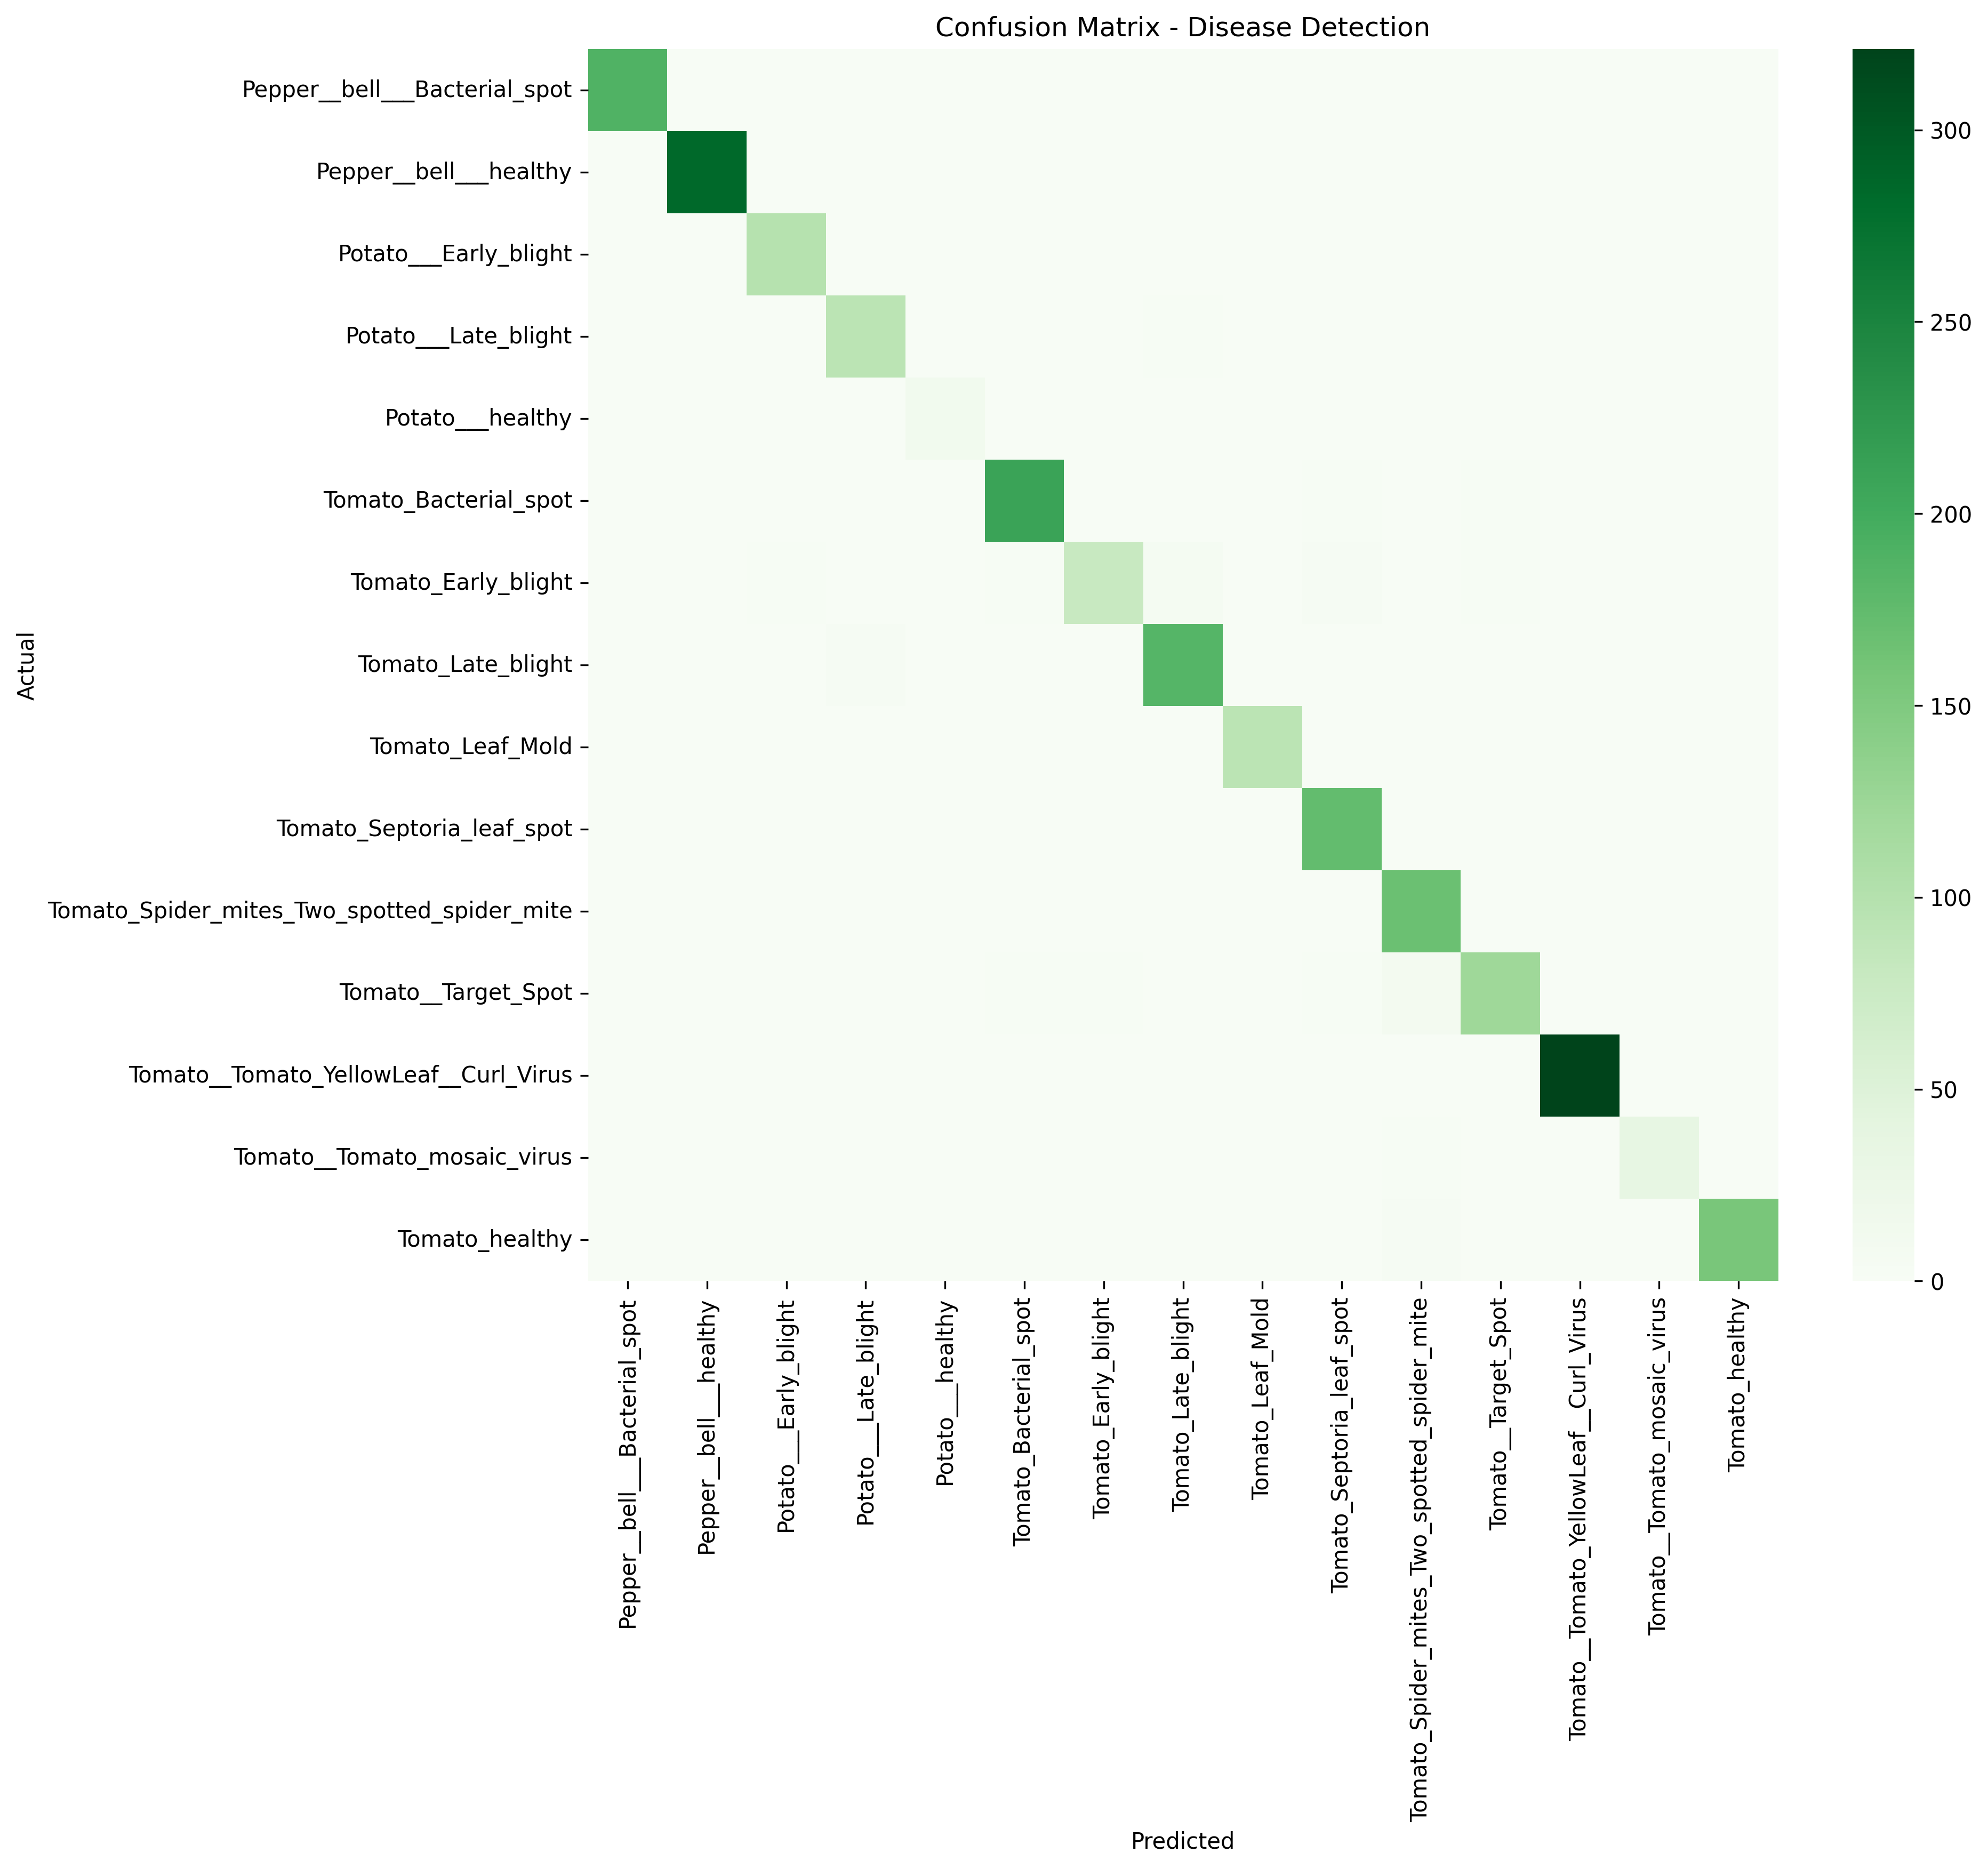 Confusion Matrix - Disease Detection
Actual
Pepper__bell___Bacterial_spot
Pepper__bell___healthy
Potato___Early_blight
Potato___Late_blight
Potato___healthy
Tomato_Bacterial_spot
Tomato_Early_blight
Tomato_Late_blight
Tomato_Leaf_Mold
Tomato_Septoria_leaf_spot
Tomato_Spider_mites_Two_spotted_spider_mite
Tomato__Target_Spot
Tomato__Tomato_YellowLeaf__Curl_Virus
Tomato__Tomato_mosaic_virus
Tomato_healthy
300
250
200
150
100
50
0
Pepper__bell___Bacterial_spot
Pepper__bell___healthy
Potato___Early_blight
Potato___Late_blight
Potato___healthy
Tomato_Bacterial_spot
Tomato_Early_blight
Tomato_Late_blight
Tomato_Leaf_Mold
Tomato_Septoria_leaf_spot
Tomato_Spider_mites_Two_spotted_spider_mite
Tomato__Target_Spot
Tomato__Tomato_YellowLeaf__Curl_Virus
Tomato__Tomato_mosaic_virus
Tomato_healthy
Predicted